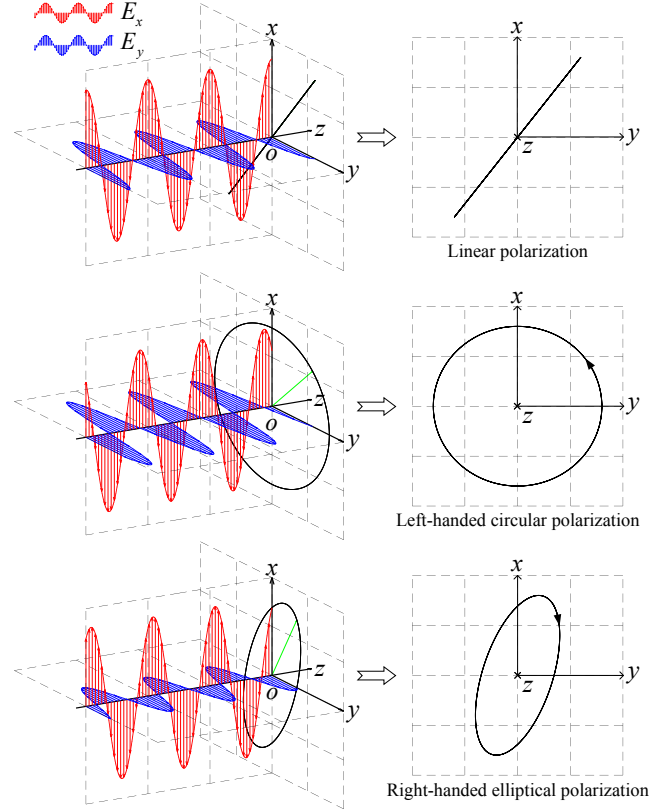 E_x
E_y
x
z
o
y
x
y
z
Linear polarization
x
z
o
y
x
y
z
Left-handed circular polarization
x
z
o
y
x
y
z
Right-handed elliptical polarization